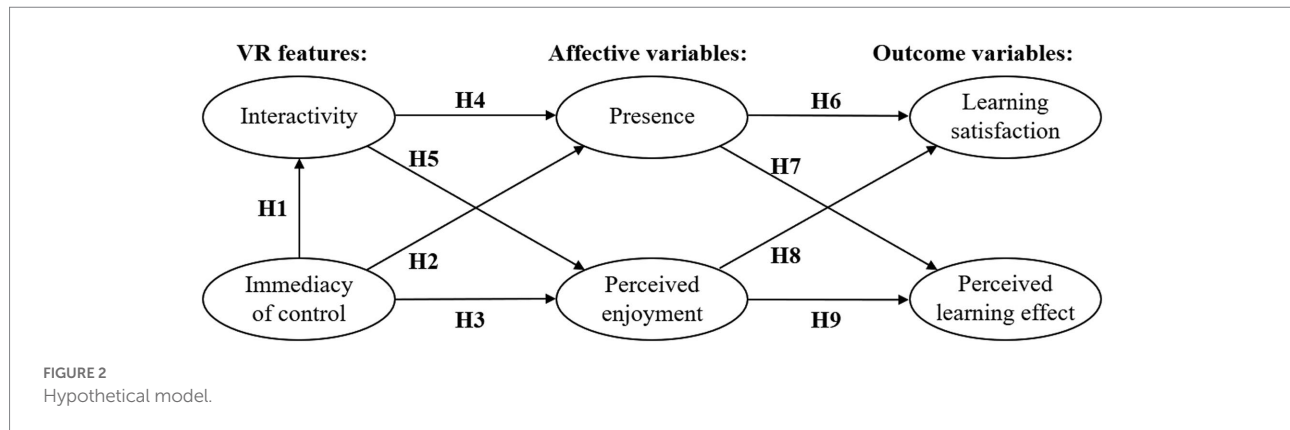 VR features: Affective variables: Outcome variables:
Interactivity H4 Presence H6 Learning
satisfaction
H5 H7
H1
H2 H8
Immediacy
of control H3 Perceived
enjoyment H9 Perceived
learning effect
FIGURE 2
Hypothetical model.